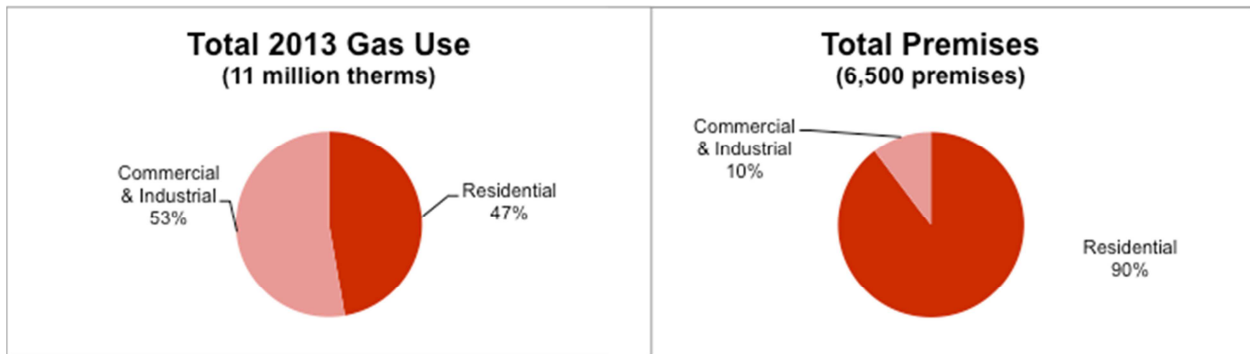 Total 2013 Gas Use
(11 million therms)
Commercial
& Industrial
53%
Residential
47%
Total Premises
(6,500 premises)
Commercial
& Industrial
10%
Residential
90%